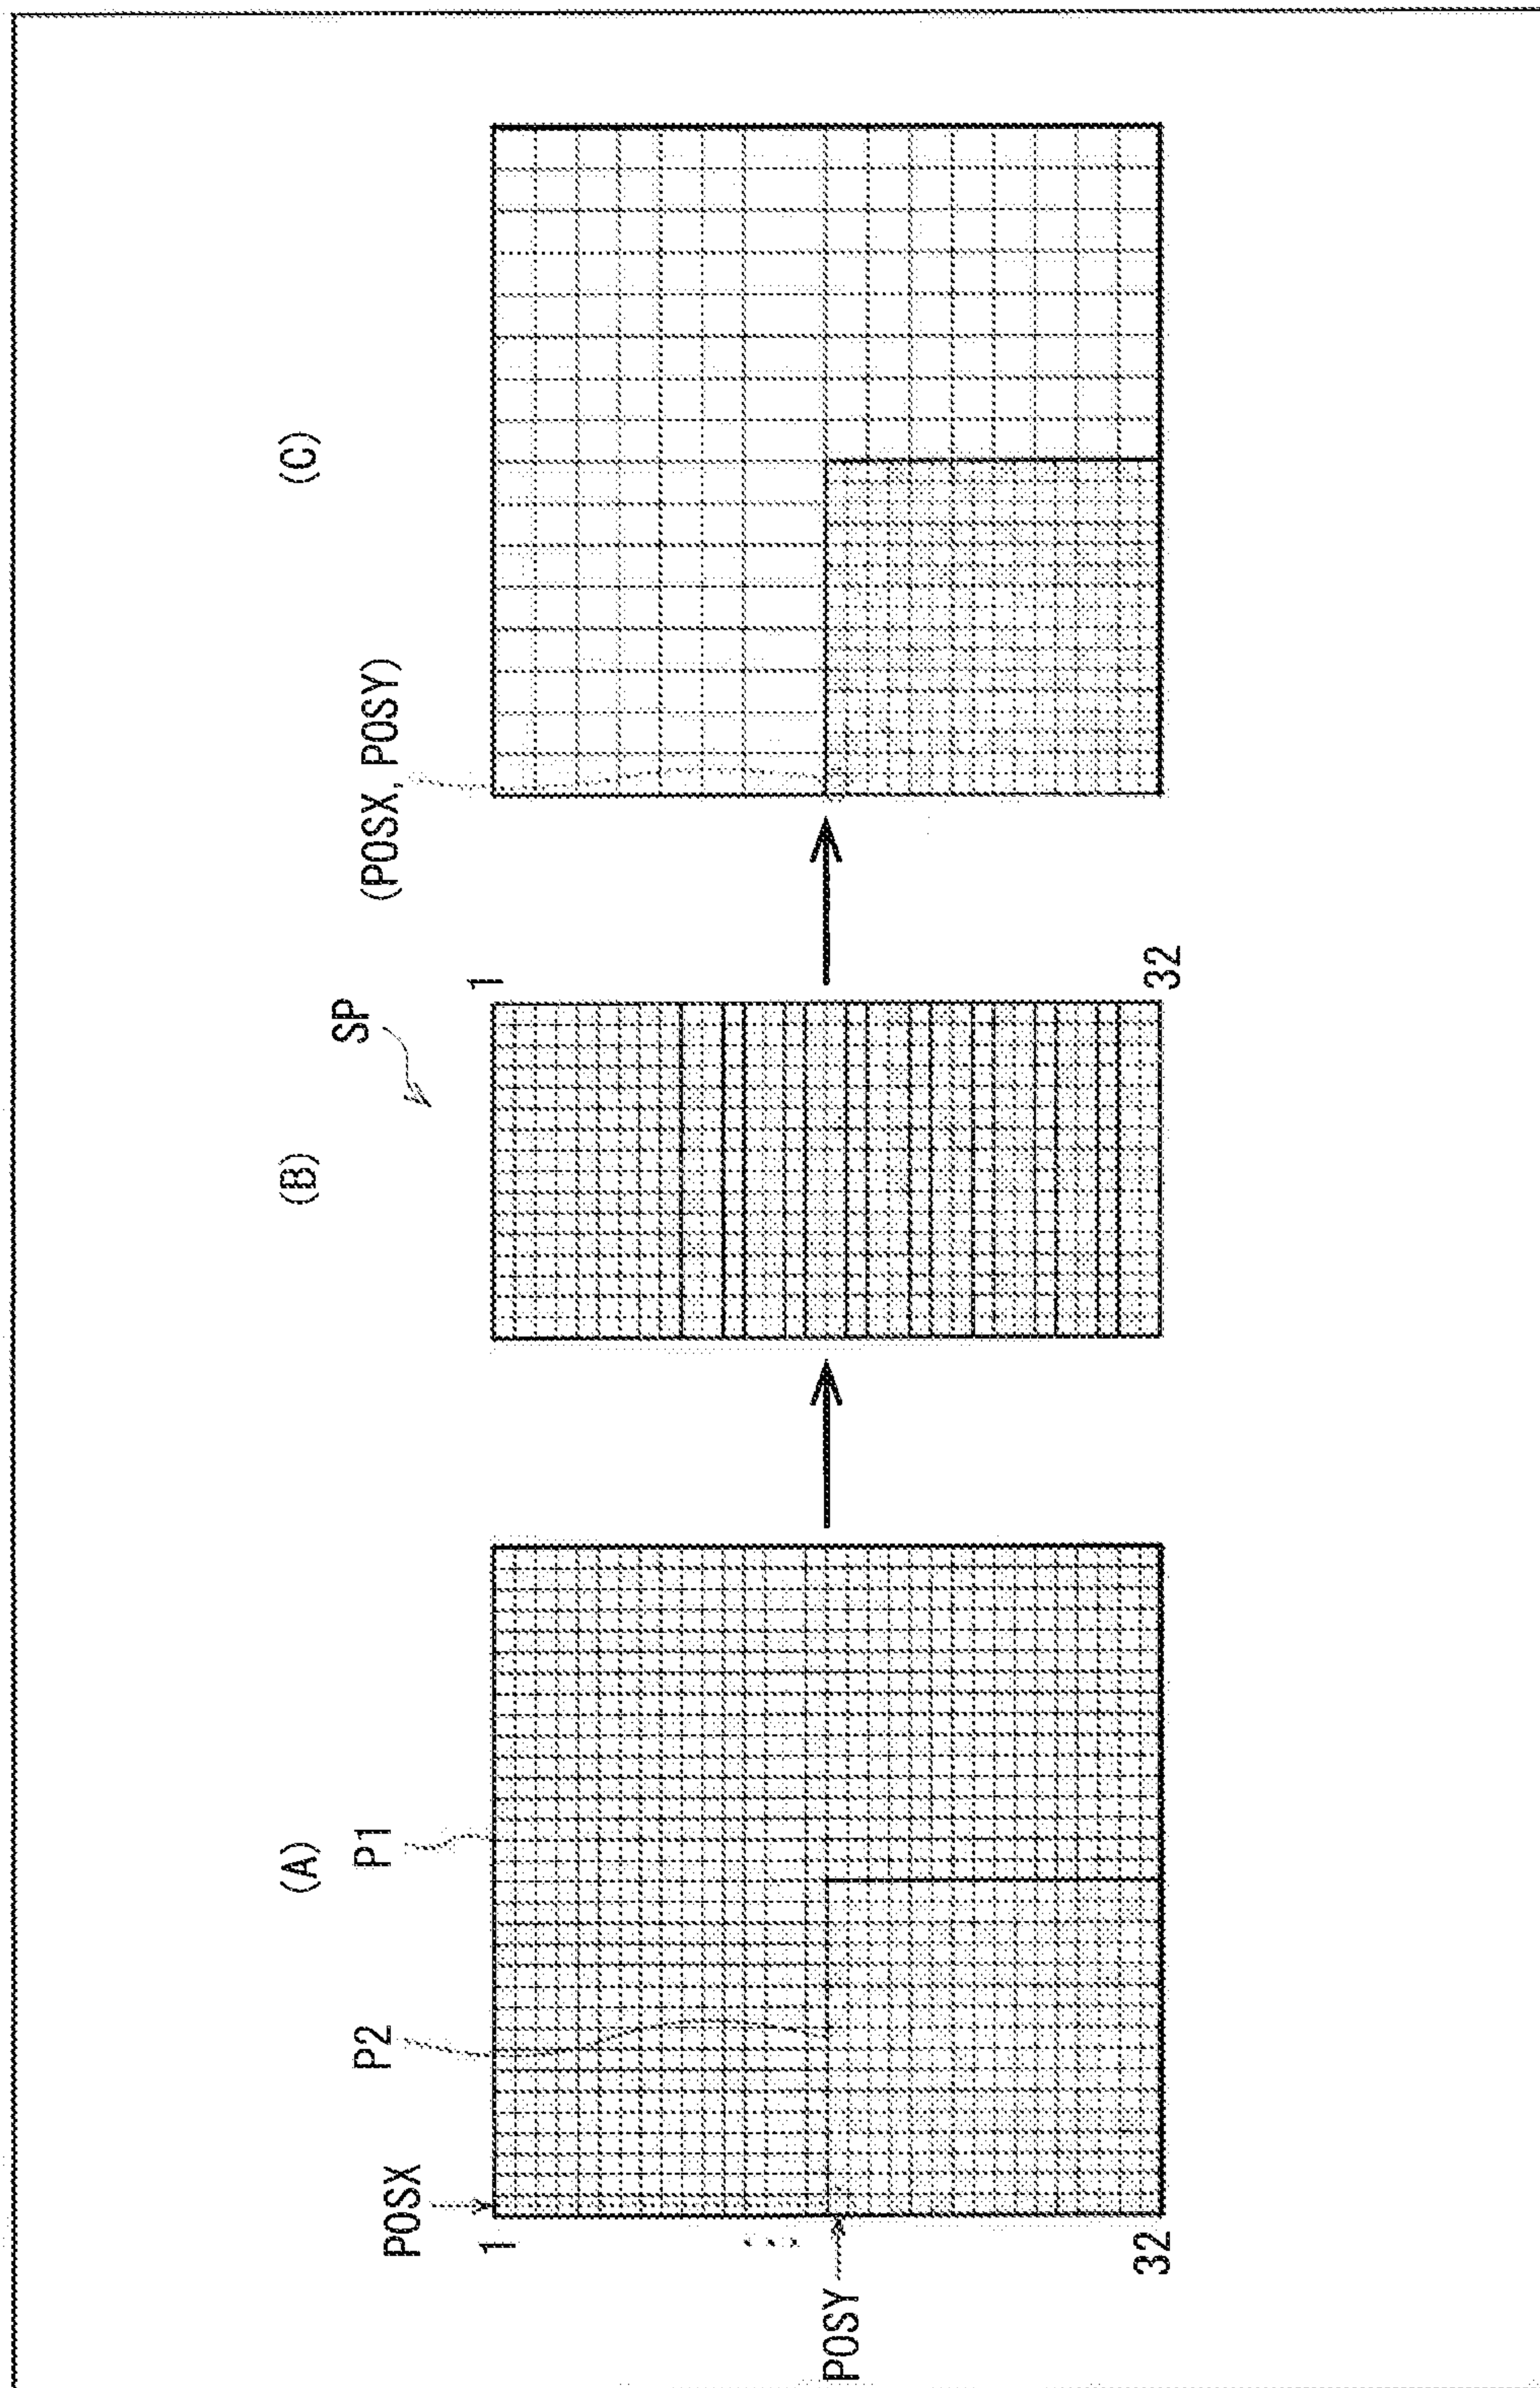 (A)
P1
P2
POSX
1
POSY
32
(B)
SP
1
32
(C)
(POSX, POSY)